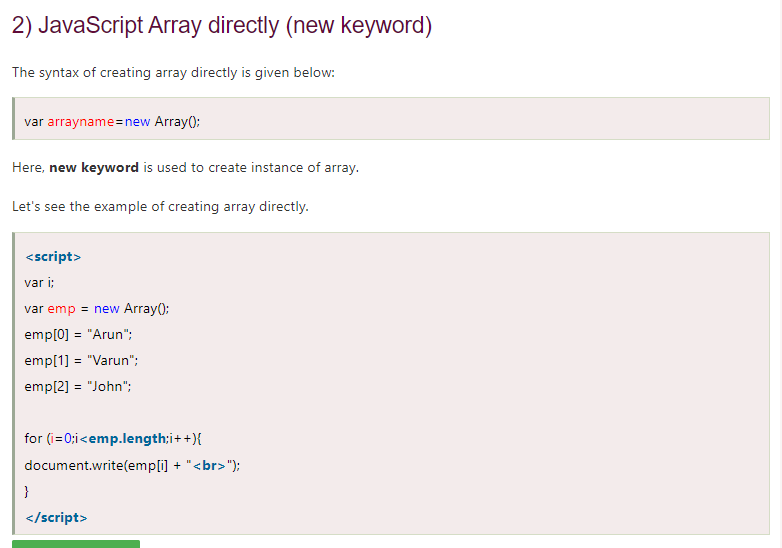 2) JavaScript Array directly (new keyword)
The syntax of creating array directly is given below:
var arrayname=new Array();
Here, new keyword is used to create instance of array.
Let's see the example of creating array directly.
<script>
var i;
var emp = new Array();
emp[0] = "Arun";
emp[1] = "Varun";
emp[2] = "John";
for (i=0;i<emp.length;i++){
document.write(emp[i] + "<br>");
}
</script>